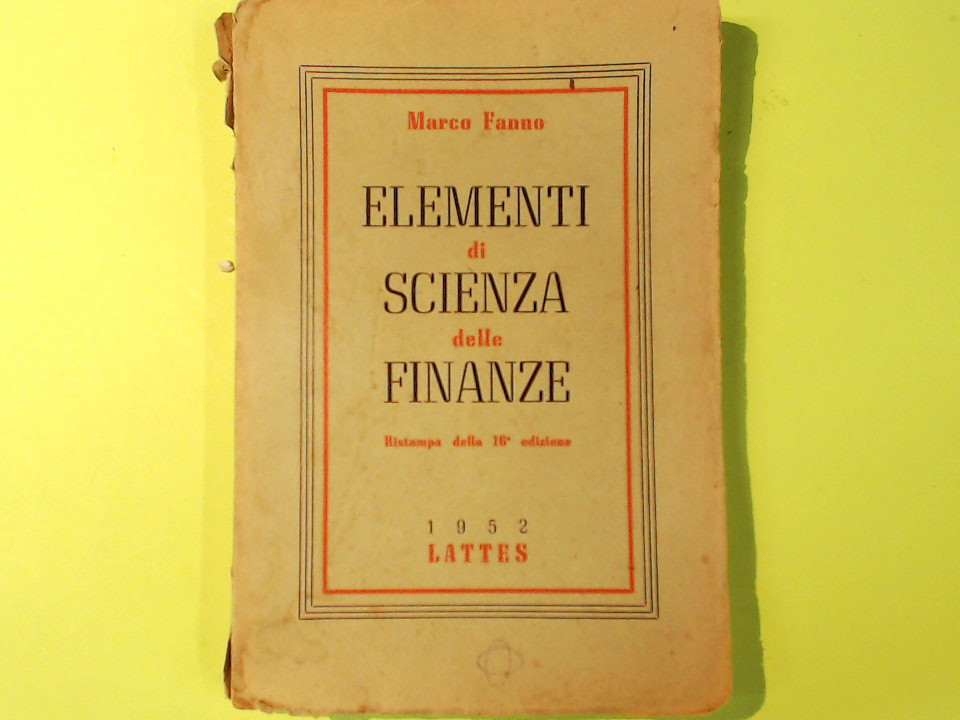 Marco Fanno
ELEMENTI
di
SCIENZA
delle
FINANZE
Ristampa della 16ª edizione
1952
LATTES